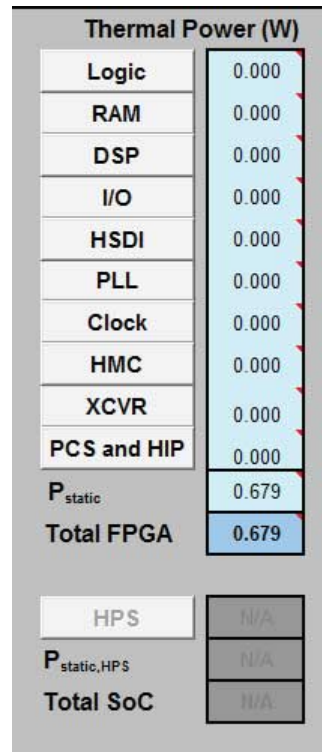 Thermal Power (W)
Logic 0.000
RAM 0.000
DSP 0.000
I/O 0.000
HSDI 0.000
PLL 0.000
Clock 0.000
HMC 0.000
XCVR 0.000
PCS and HIP 0.000
Pstatic 0.679
Total FPGA 0.679
HPS N/A
Pstatic,HPS N/A
Total SoC N/A